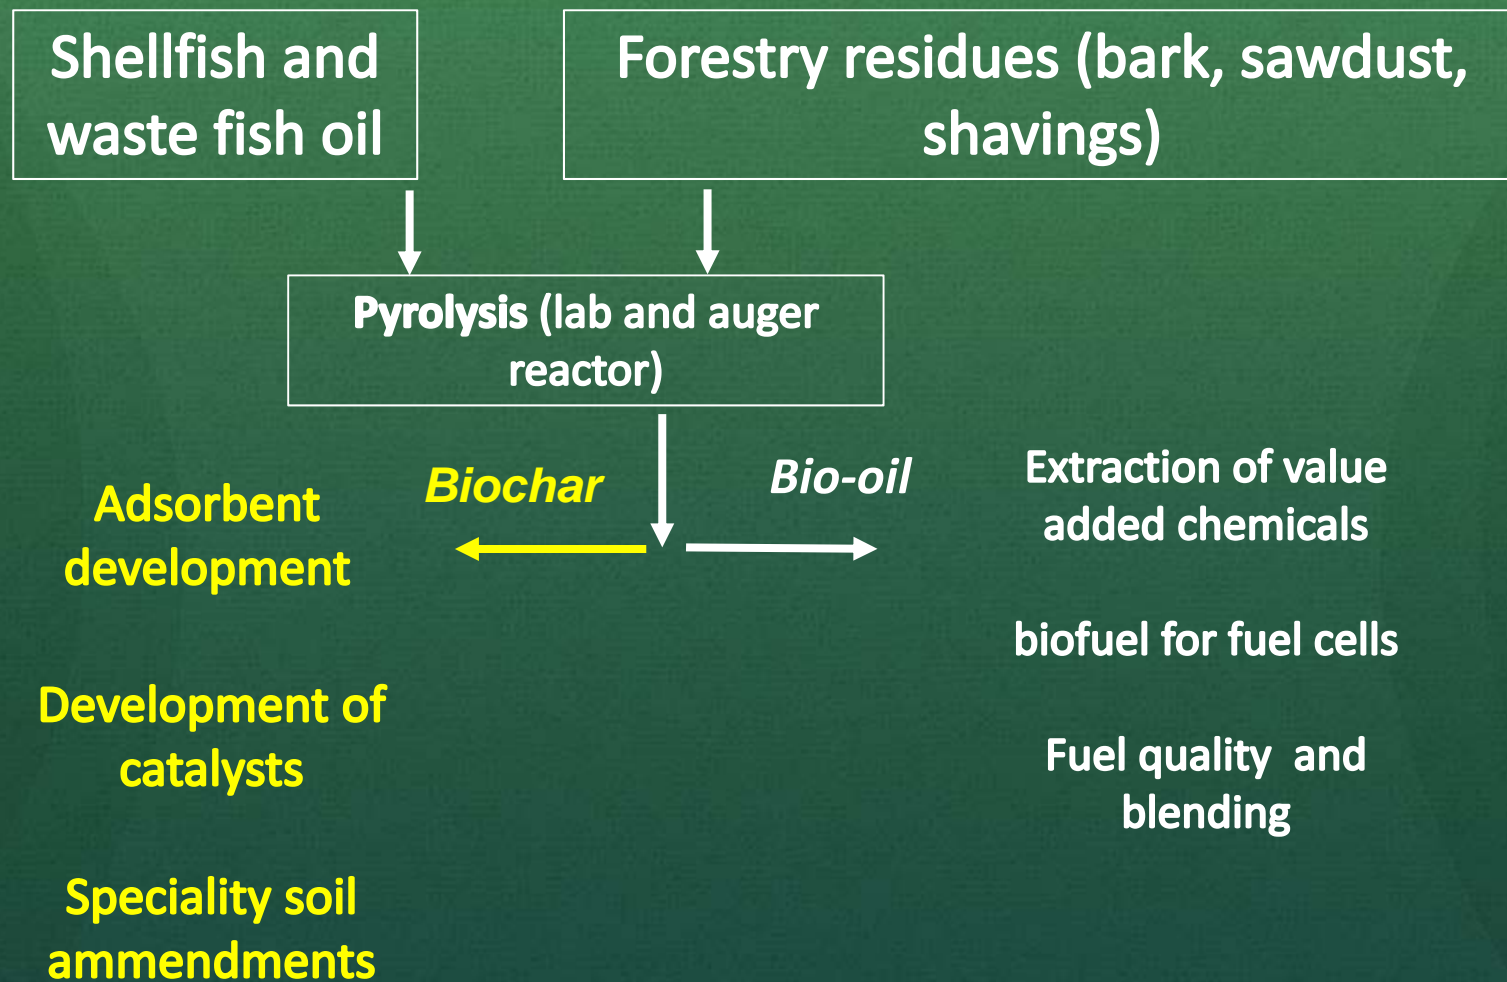 Shellfish and
waste fish oil
Forestry residues (bark, sawdust,
shavings)
Pyrolysis (lab and auger
reactor)
Biochar
Bio-oil
Adsorbent
development
Development of
catalysts
Speciality soil
ammendments
Extraction of value
added chemicals
biofuel for fuel cells
Fuel quality  and
blending